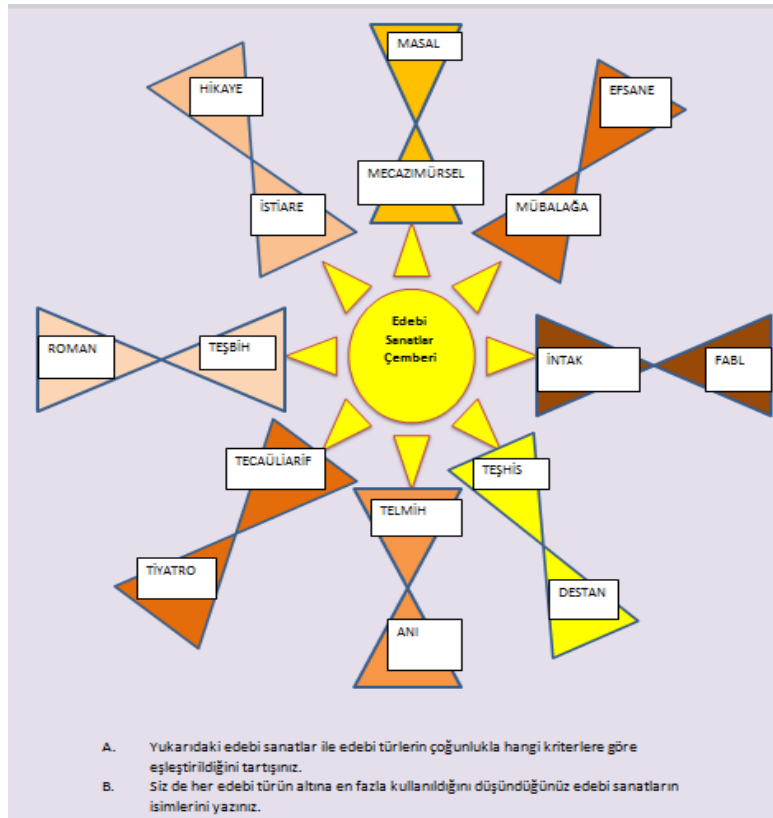 MASAL
HİKAYE
EFSANE
MECAZIMÜRSEL
İSTİARE
MÜBALAĞA
Edebi
Sanatlar
Çemberi
ROMAN
TEŞBİH
İNTAK
FABL
TECAÜLİARİF
TEŞHİS
TELMİH
TİYATRO
DESTAN
ANI
A. Yukarıdaki edebi sanatlar ile edebi türlerin çoğunlukla hangi kriterlere göre
eşleştirildiğini tartışınız.
B. Siz de her edebi türün altına en fazla kullanıldığını düşündüğünüz edebi sanatların
isimlerini yazınız.